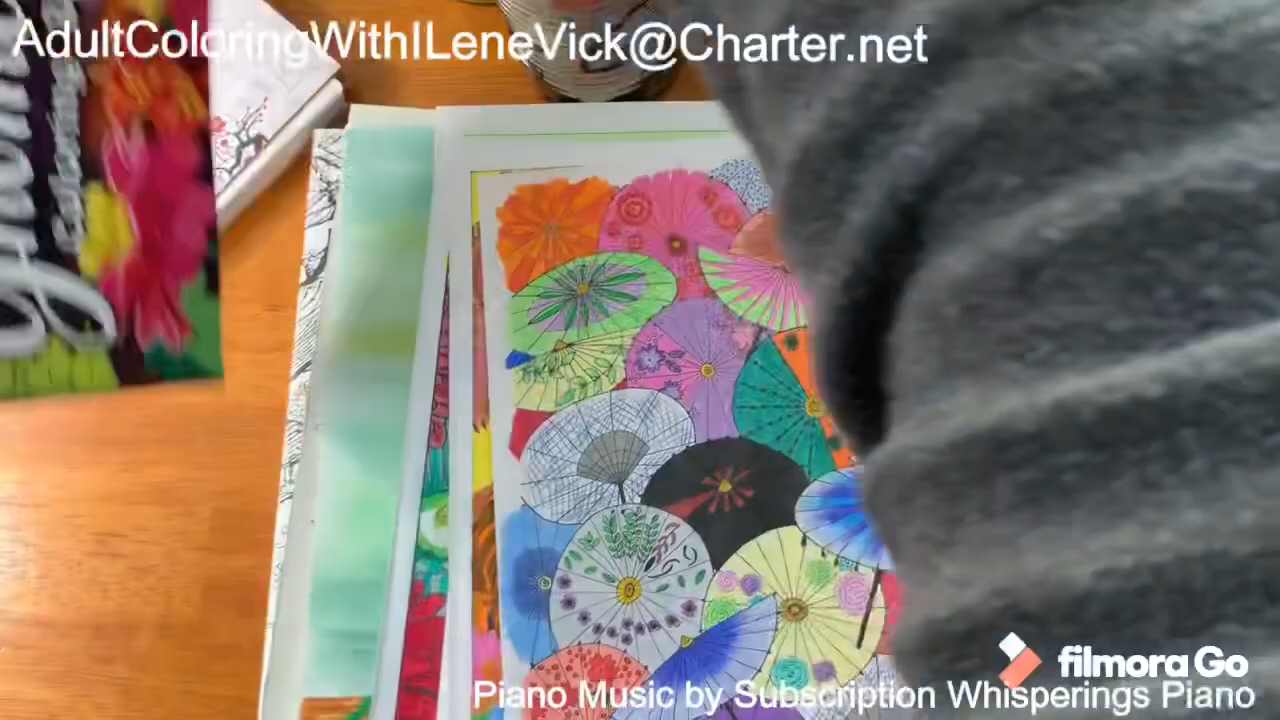 AdultColoringWithILeneVick@Charter.net
filmora Go
Piano Music by Subscription Whisperings Piano